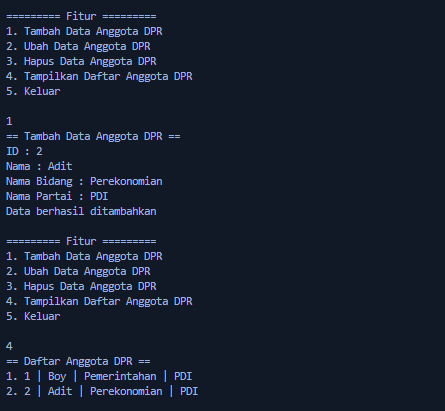 ========= Fitur =========
1. Tambah Data Anggota DPR
2. Ubah Data Anggota DPR
3. Hapus Data Anggota DPR
4. Tampilkan Daftar Anggota DPR
5. Keluar
1
== Tambah Data Anggota DPR ==
ID : 2
Nama : Adit
Nama Bidang : Perekonomian
Nama Partai : PDI
Data berhasil ditambahkan
========= Fitur =========
1. Tambah Data Anggota DPR
2. Ubah Data Anggota DPR
3. Hapus Data Anggota DPR
4. Tampilkan Daftar Anggota DPR
5. Keluar
4
== Daftar Anggota DPR ==
1. 1 | Boy | Pemerintahan | PDI
2. 2 | Adit | Perekonomian | PDI